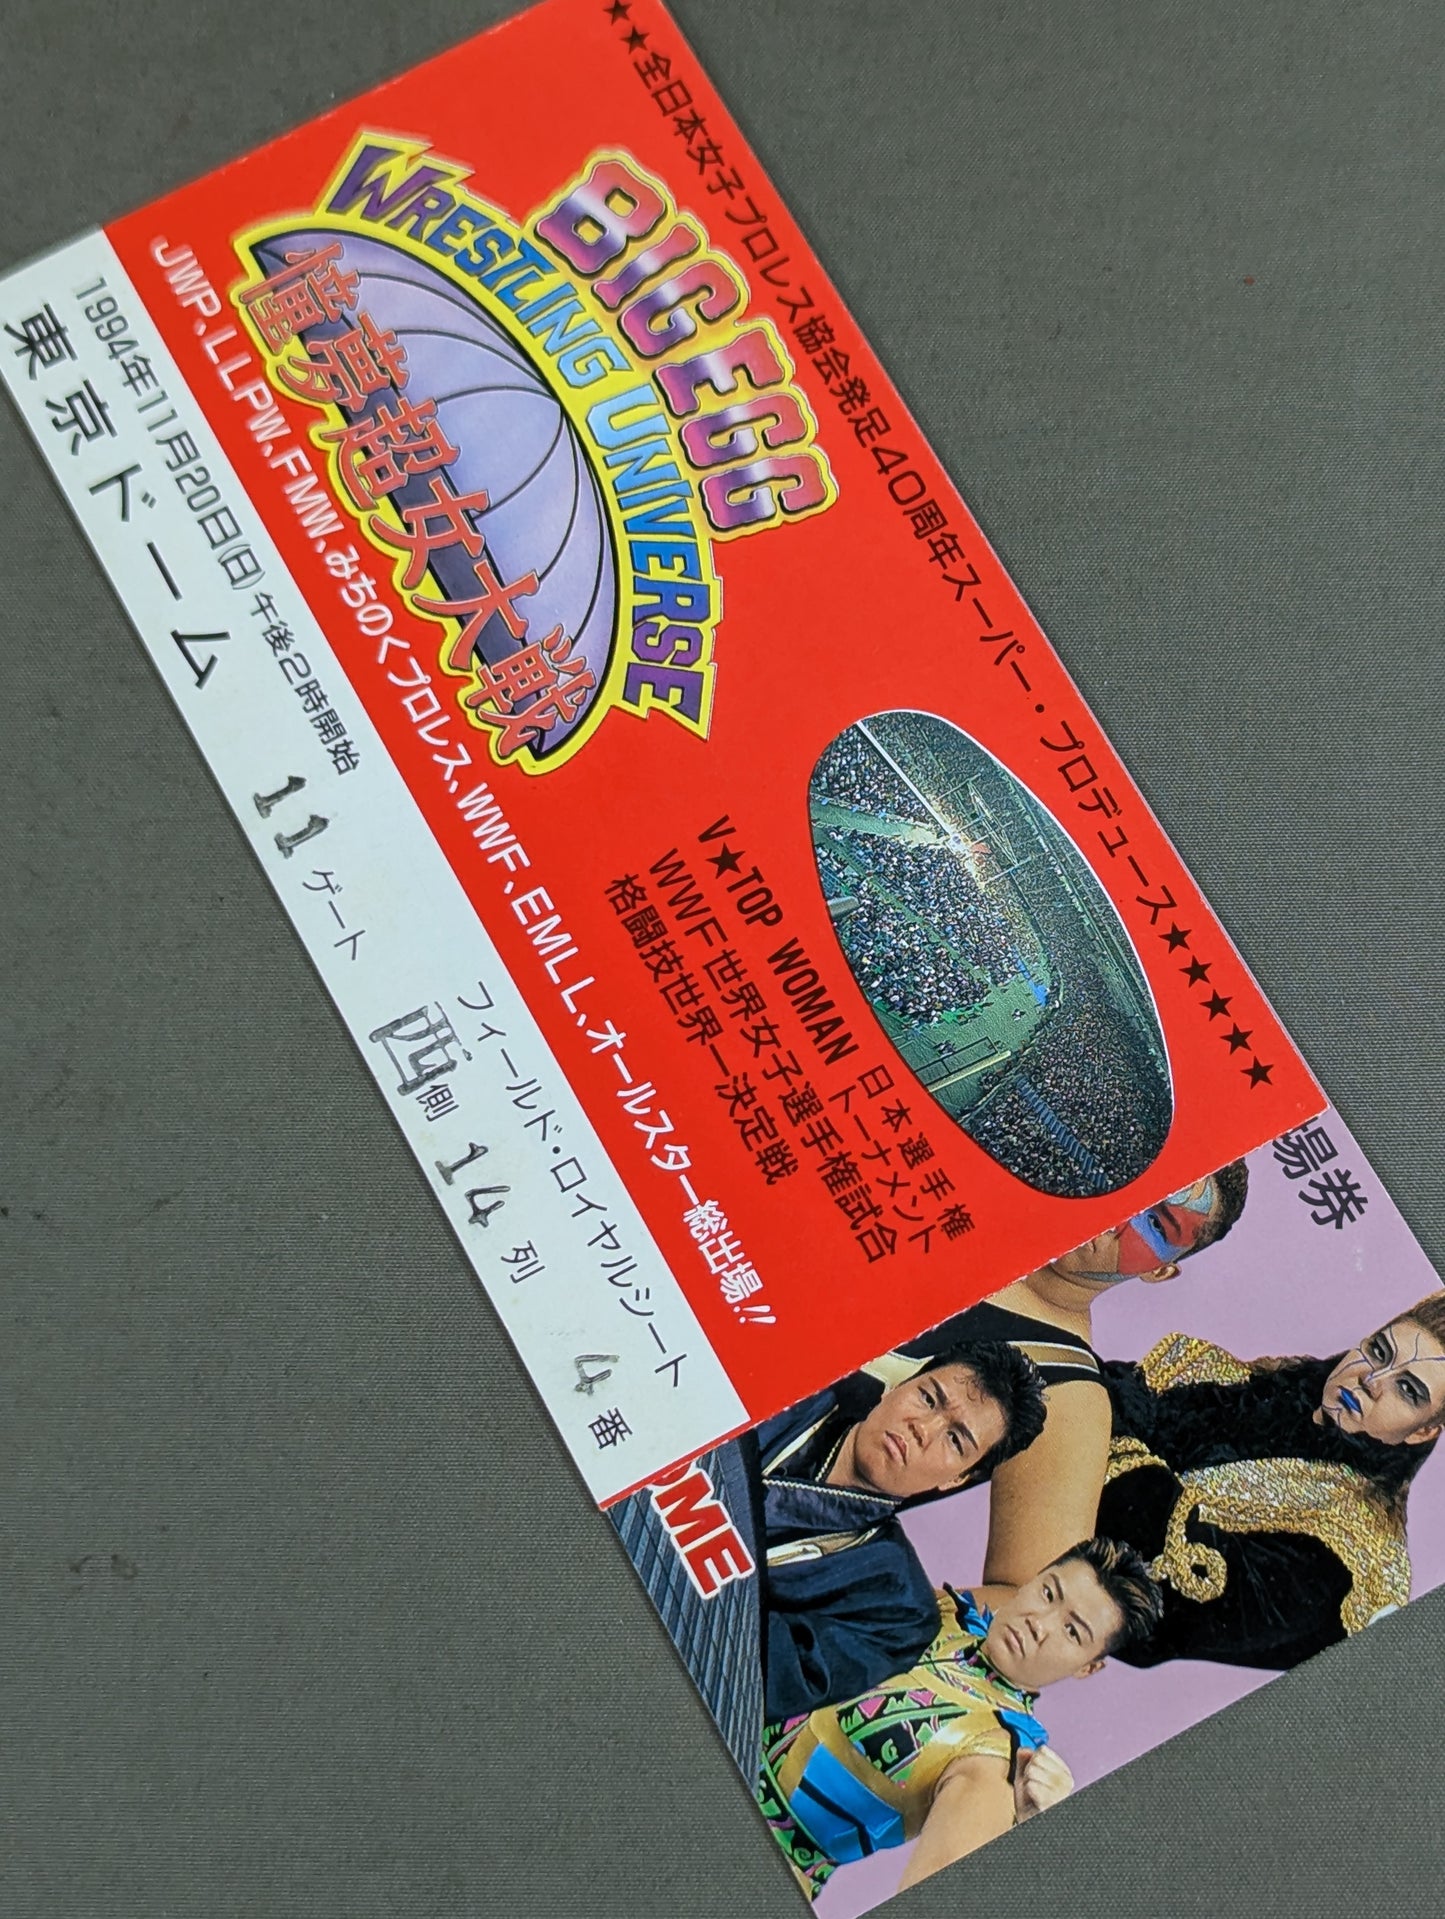 ★★全日本女子プロレス協会発足40周年スーパー・プロデュース★★★★★
BIG EGG
WRESTLING UNIVERSE
憧夢超女大戦
V★TOP WOMAN 日本選手権
トーナメント
WWF世界女子選手権試合
格闘技世界一決定戦
JWP、LLPW、FMW、みちのくプロレス、WWF、EMLL、オールスター総出場!!
1994年11月20日(日)午後2時開始
東京ドーム
フィールド・ロイヤルシート
11ゲート 西側 14列 4番
場券
OME